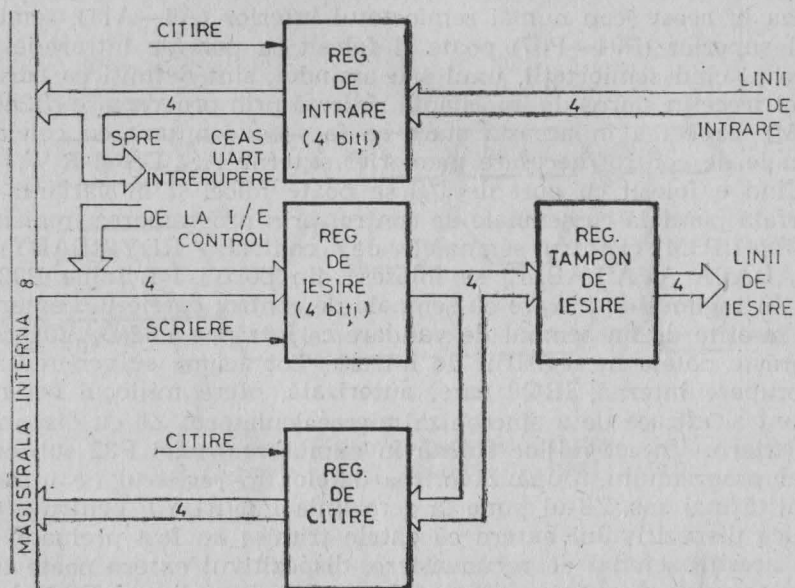 CITIRE
REG.
DE
INTRARE
(4 biți)
LINII
DE
INTRARE
4
SPRE
CEAS
UART
INTRERUPERE
DE LA I/E
CONTROL
4
SCRIERE
REG.
DE
IESIRE
(4 biți)
4
4
REG.
TAMPON
DE
IESIRE
4
LINII
DE
IESIRE
MAGISTRALA INTERNA 8
CITIRE
4
REG.
DE
CITIRE